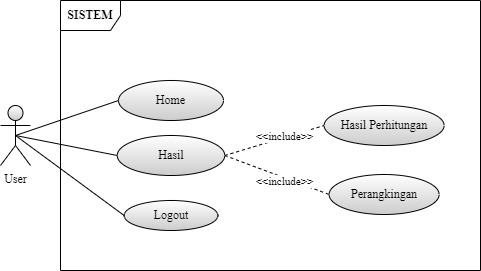 SISTEM
Home
<<include>>
Hasil Perhitungan
Hasil
User
<<include>>
Perangkingan
Logout